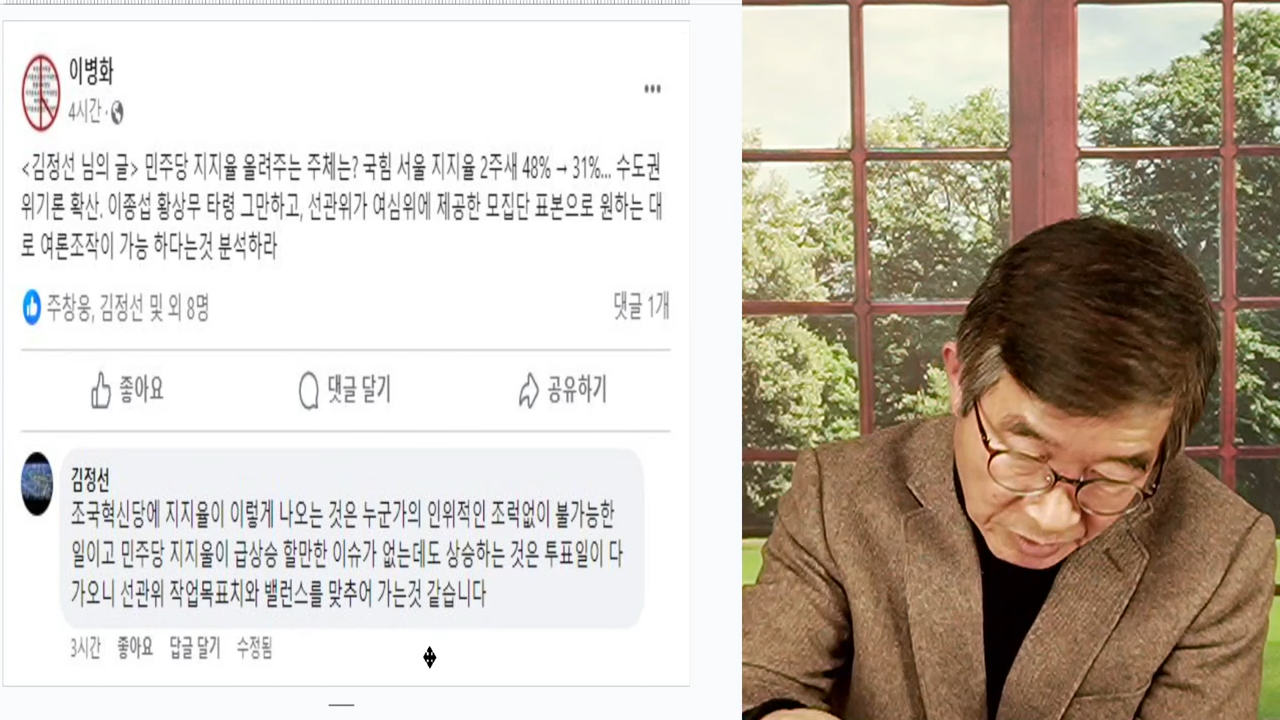 이병화
4시간 ·
<김정선 님의 글> 민주당 지지율 올려주는 주체는? 국힘 서울 지지율 2주새 48% → 31%... 수도권
위기론 확산. 이종섭 황상무 타령 그만하고, 선관위가 여심위에 제공한 모집단 표본으로 원하는 대
로 여론조작이 가능 하다는것 분석하라
주창웅, 김정선 및 외 8명
댓글 1개
좋아요
댓글 달기
공유하기
김정선
조국혁신당에 지지율이 이렇게 나오는 것은 누군가의 인위적인 조력없이 불가능한
일이고 민주당 지지율이 급상승 할만한 이슈가 없는데도 상승하는 것은 투표일이 다
가오니 선관위 작업목표치와 밸런스를 맞추어 가는것 같습니다
3시간 좋아요 답글 달기 수정됨